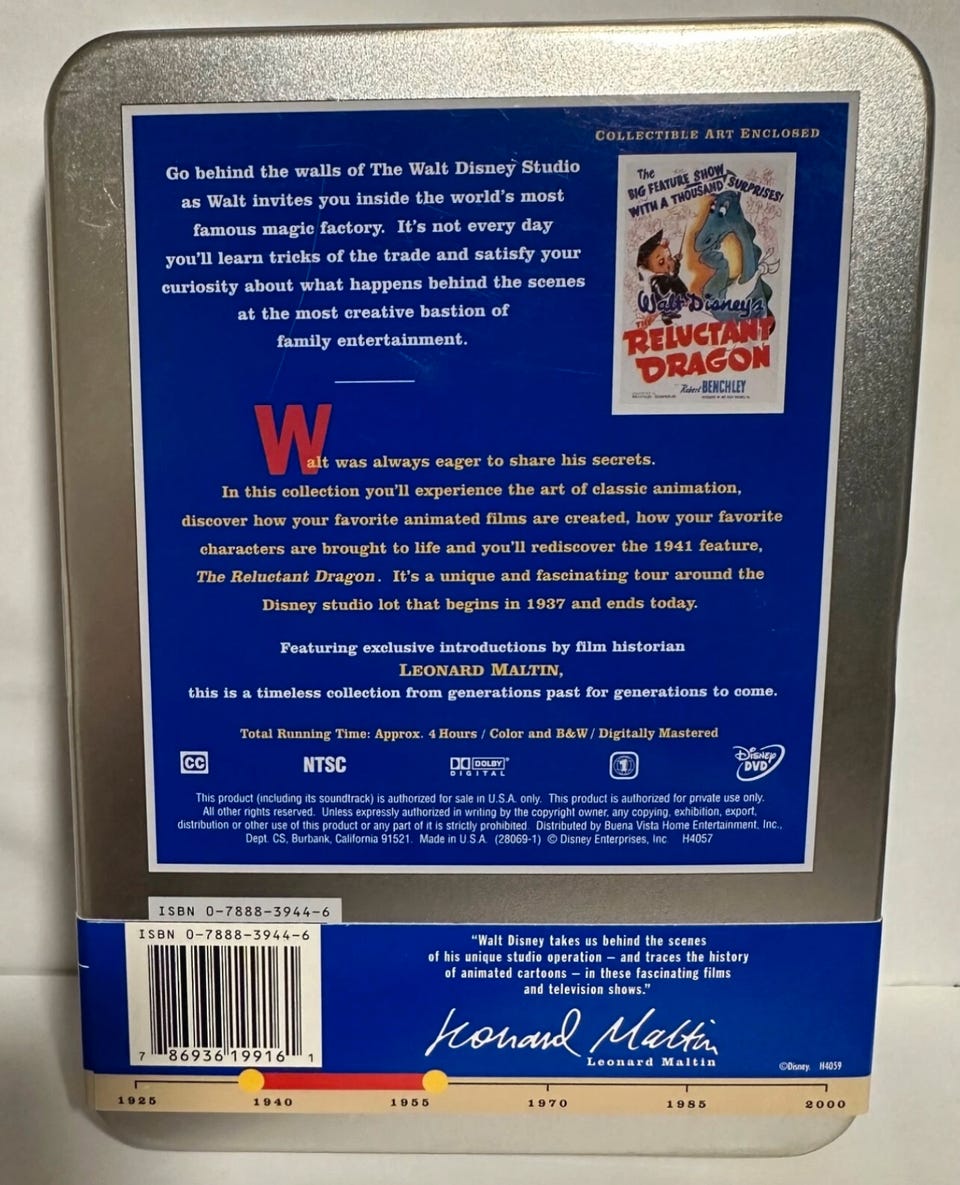 COLLECTIBLE ART ENCLOSED
Go behind the walls of The Walt Disney Studio
as Walt invites you inside the world's most
famous magic factory. It's not every day
you'll learn tricks of the trade and satisfy your
curiosity about what happens behind the scenes
at the most creative bastion of
family entertainment.
The
BIG FEATURE SHOW
WITH A THOUSAND SURPRISES!
Walt Disney's
THE
RELUCTANT
DRAGON
Robert BENCHLEY
Walt was always eager to share his secrets.
In this collection you'll experience the art of classic animation,
discover how your favorite animated films are created, how your favorite
characters are brought to life and you'll rediscover the 1941 feature,
The Reluctant Dragon. It's a unique and fascinating tour around the
Disney studio lot that begins in 1937 and ends today.
Featuring exclusive introductions by film historian
LEONARD MALTIN,
this is a timeless collection from generations past for generations to come.
Total Running Time: Approx. 4 Hours / Color and B&W / Digitally Mastered
CC NTSC DOLBY DIGITAL 1 DISNEY DVD
This product (including its soundtrack) is authorized for sale in U.S.A. only. This product is authorized for private use only.
All other rights reserved. Unless expressly authorized in writing by the copyright owner, any copying, exhibition, export,
distribution or other use of this product or any part of it is strictly prohibited. Distributed by Buena Vista Home Entertainment, Inc.,
Dept. CS, Burbank, California 91521. Made in U.S.A. (28069-1) © Disney Enterprises, Inc. H4057
ISBN 0-7888-3944-6
ISBN 0-7888-3944-6
7 86936 19916 1
"Walt Disney takes us behind the scenes
of his unique studio operation – and traces the history
of animated cartoons – in these fascinating films
and television shows."
Leonard Maltin
Leonard Maltin
©Disney. H4059
1925 1940 1955 1970 1985 2000